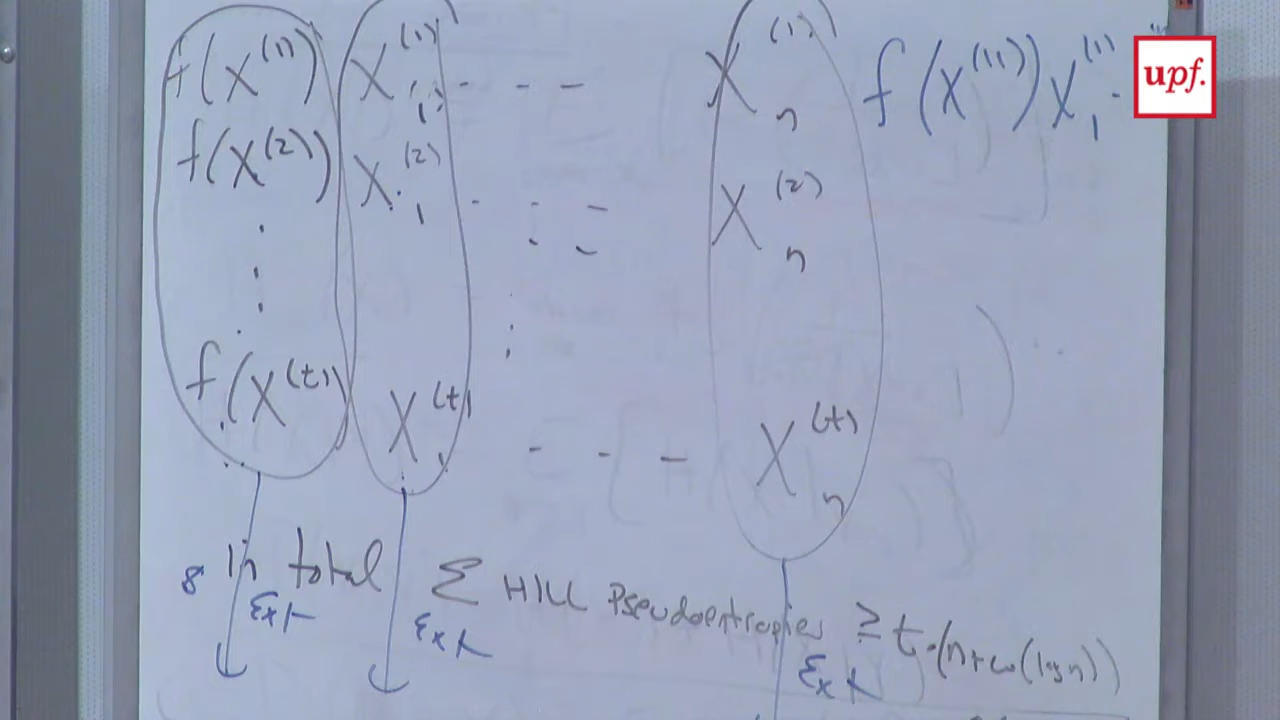 f(X^(1)) X_1^(1) - - - X_n^(1) f(X^(1)) X_1^(1)
upf.
f(X^(2)) X_1^(2) - - - X_n^(2)
f(X^(t)) X_1^(t) - - - X_n^(t)
in total Σ HILL Pseudoentropies ≥ t·(n+ω(log n))
Ext Ext Ext